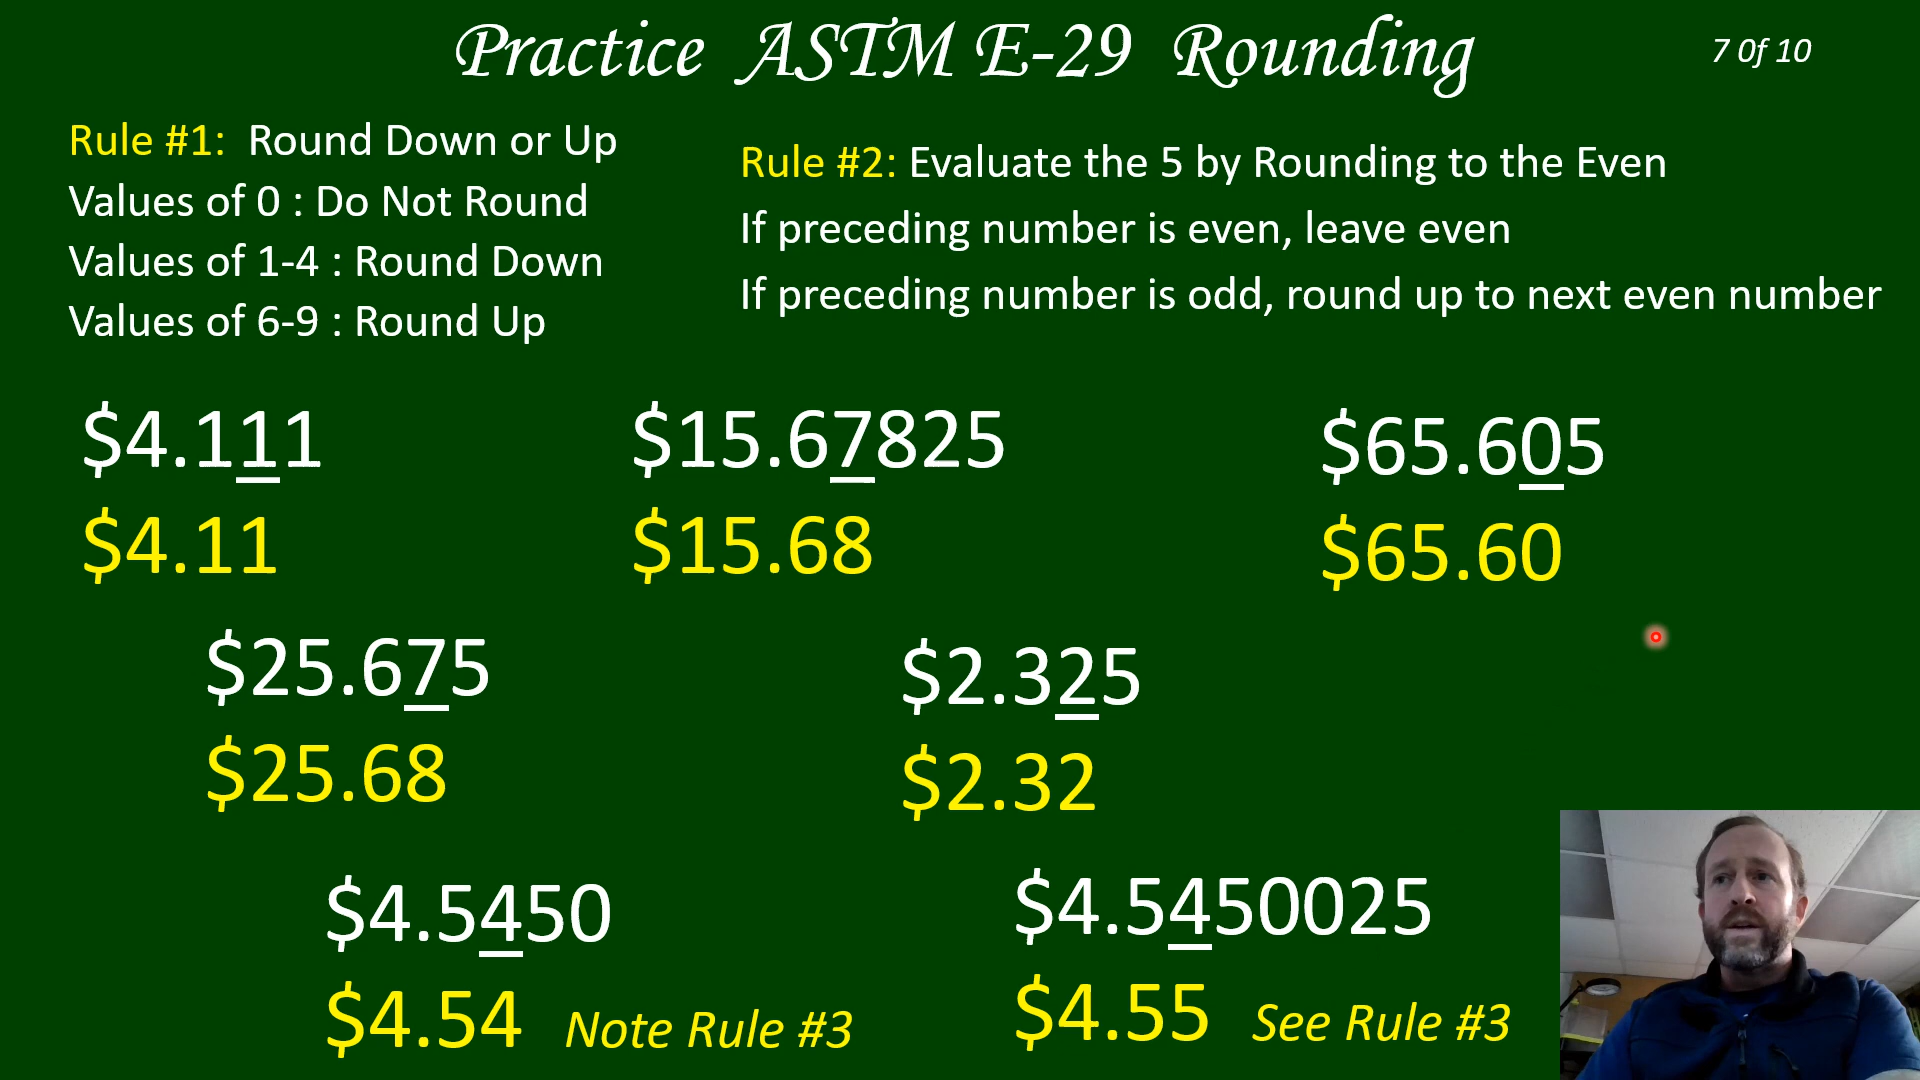 Practice ASTM E-29 Rounding
7 0f 10
Rule #1: Round Down or Up
Values of 0 : Do Not Round
Values of 1-4 : Round Down
Values of 6-9 : Round Up
Rule #2: Evaluate the 5 by Rounding to the Even
If preceding number is even, leave even
If preceding number is odd, round up to next even number
$4.111
$4.11
$15.67825
$15.68
$65.605
$65.60
$25.675
$25.68
$2.325
$2.32
$4.5450
$4.54 Note Rule #3
$4.5450025
$4.55 See Rule #3